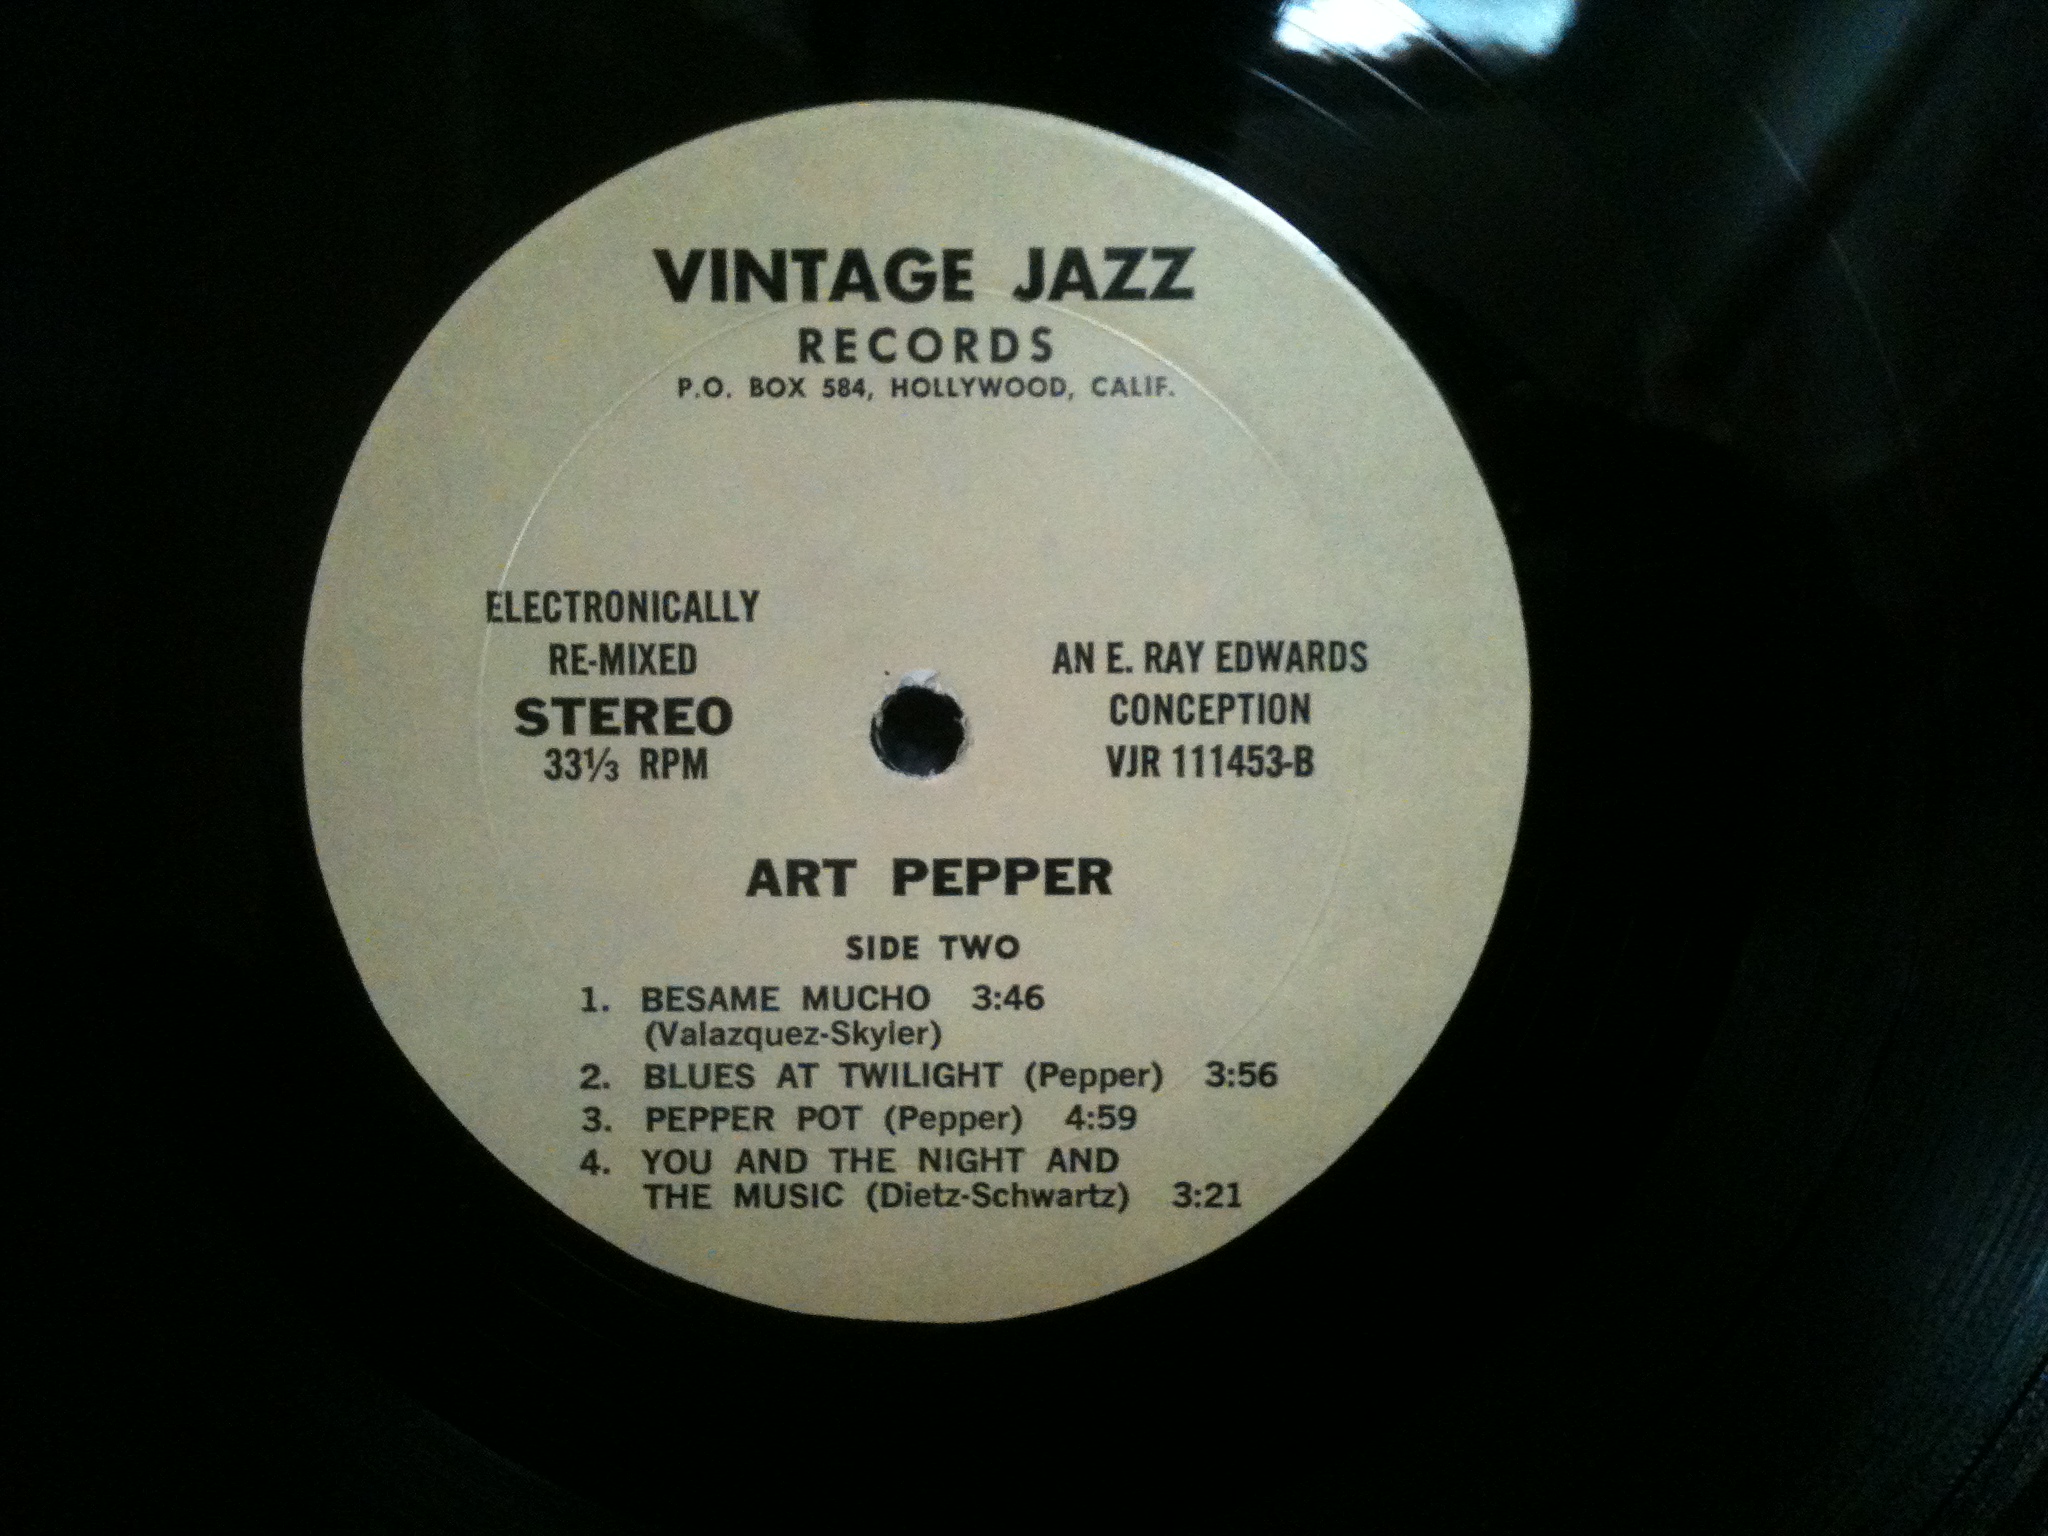 VINTAGE JAZZ
RECORDS
P.O. BOX 584, HOLLYWOOD, CALIF.
ELECTRONICALLY
RE-MIXED
STEREO
33⅓ RPM
AN E. RAY EDWARDS
CONCEPTION
VJR 111453-B
ART PEPPER
SIDE TWO
1. BESAME MUCHO 3:46
(Valazquez-Skyler)
2. BLUES AT TWILIGHT (Pepper) 3:56
3. PEPPER POT (Pepper) 4:59
4. YOU AND THE NIGHT AND
THE MUSIC (Dietz-Schwartz) 3:21